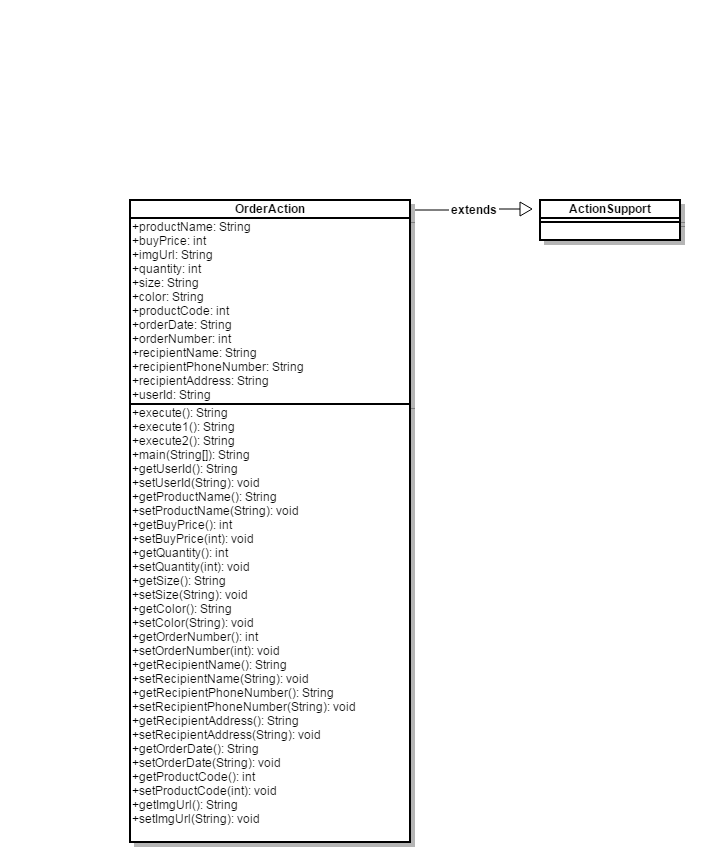 OrderAction
extends
ActionSupport
+productName: String
+buyPrice: int
+imgUrl: String
+quantity: int
+size: String
+color: String
+productCode: int
+orderDate: String
+orderNumber: int
+recipientName: String
+recipientPhoneNumber: String
+recipientAddress: String
+userId: String
+execute(): String
+execute1(): String
+execute2(): String
+main(String[]): String
+getUserId(): String
+setUserId(String): void
+getProductName(): String
+setProductName(String): void
+getBuyPrice(): int
+setBuyPrice(int): void
+getQuantity(): int
+setQuantity(int): void
+getSize(): String
+setSize(String): void
+getColor(): String
+setColor(String): void
+getOrderNumber(): int
+setOrderNumber(int): void
+getRecipientName(): String
+setRecipientName(String): void
+getRecipientPhoneNumber(): String
+setRecipientPhoneNumber(String): void
+getRecipientAddress(): String
+setRecipientAddress(String): void
+getOrderDate(): String
+setOrderDate(String): void
+getProductCode(): int
+setProductCode(int): void
+getImgUrl(): String
+setImgUrl(String): void